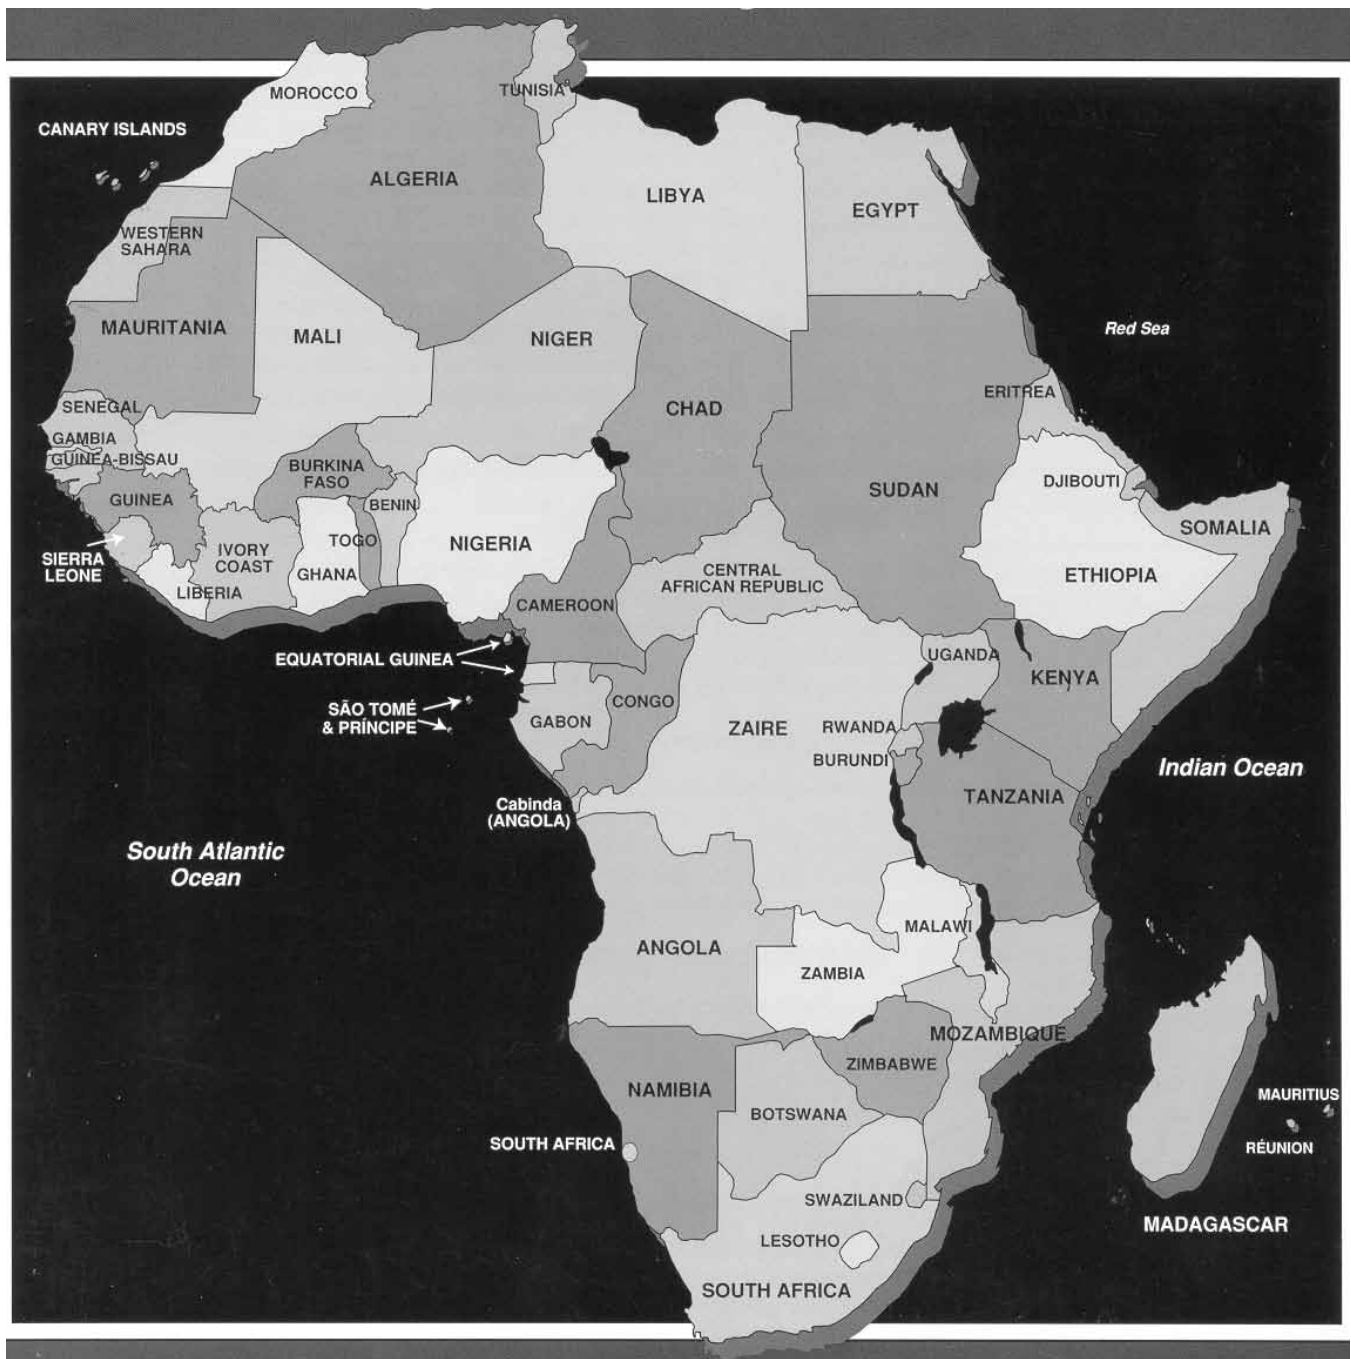 MOROCCO
TUNISIA
CANARY ISLANDS
ALGERIA
LIBYA
EGYPT
WESTERN
SAHARA
MAURITANIA
MALI
NIGER
Red Sea
CHAD
ERITREA
SENEGAL
GAMBIA
GUINEA-BISSAU
BURKINA
FASO
GUINEA
BENIN
SUDAN
DJIBOUTI
SOMALIA
SIERRA
LEONE
IVORY
COAST
TOGO
GHANA
NIGERIA
LIBERIA
CENTRAL
AFRICAN REPUBLIC
ETHIOPIA
CAMEROON
EQUATORIAL GUINEA
UGANDA
KENYA
SÃO TOMÉ
& PRÍNCIPE
GABON
CONGO
ZAIRE
RWANDA
BURUNDI
Indian Ocean
TANZANIA
Cabinda
(ANGOLA)
South Atlantic
Ocean
MALAWI
ANGOLA
ZAMBIA
MOZAMBIQUE
ZIMBABWE
NAMIBIA
BOTSWANA
MAURITIUS
SOUTH AFRICA
RÉUNION
SWAZILAND
MADAGASCAR
LESOTHO
SOUTH AFRICA